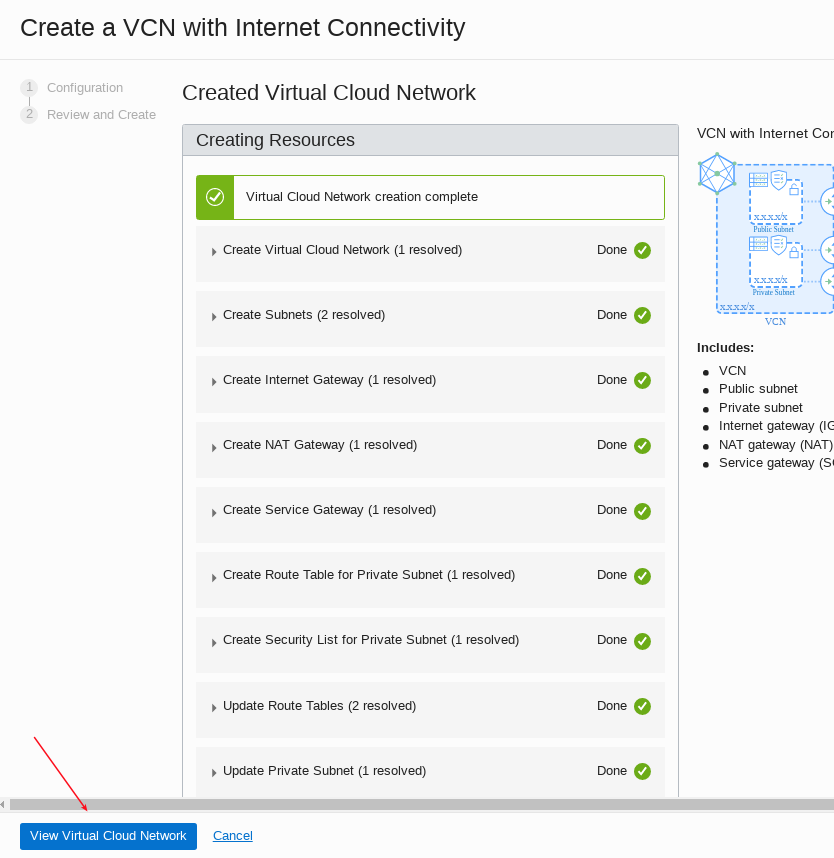 Create a VCN with Internet Connectivity
1 Configuration
2 Review and Create
Created Virtual Cloud Network
Creating Resources
Virtual Cloud Network creation complete
Create Virtual Cloud Network (1 resolved) Done
Create Subnets (2 resolved) Done
Create Internet Gateway (1 resolved) Done
Create NAT Gateway (1 resolved) Done
Create Service Gateway (1 resolved) Done
Create Route Table for Private Subnet (1 resolved) Done
Create Security List for Private Subnet (1 resolved) Done
Update Route Tables (2 resolved) Done
Update Private Subnet (1 resolved) Done
VCN with Internet Con
x.x.x.x/x
Public Subnet
x.x.x.x/x
Private Subnet
x.x.x.x/x
VCN
Includes:
VCN
Public subnet
Private subnet
Internet gateway (IG
NAT gateway (NAT)
Service gateway (SG
View Virtual Cloud Network Cancel